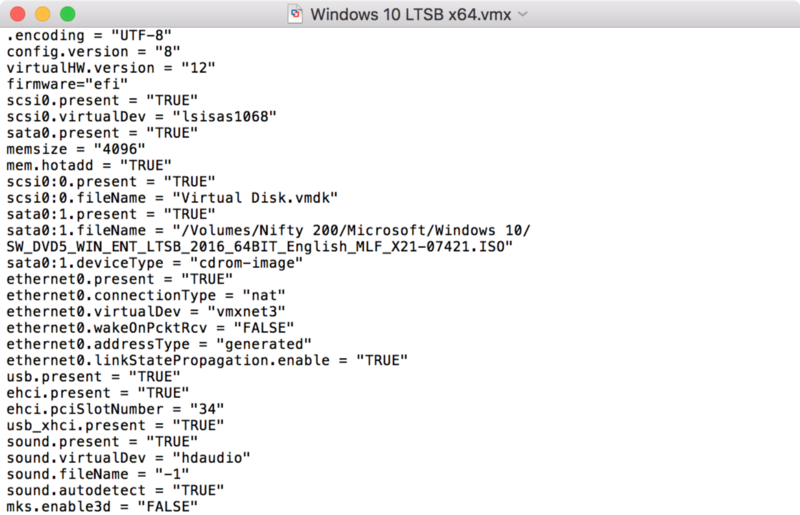 Windows 10 LTSB x64.vmx
.encoding = "UTF-8"
config.version = "8"
virtualHW.version = "12"
firmware="efi"
scsi0.present = "TRUE"
scsi0.virtualDev = "lsisas1068"
sata0.present = "TRUE"
memsize = "4096"
mem.hotadd = "TRUE"
scsi0:0.present = "TRUE"
scsi0:0.fileName = "Virtual Disk.vmdk"
sata0:1.present = "TRUE"
sata0:1.fileName = "/Volumes/Nifty 200/Microsoft/Windows 10/
SW_DVD5_WIN_ENT_LTSB_2016_64BIT_English_MLF_X21-07421.ISO"
sata0:1.deviceType = "cdrom-image"
ethernet0.present = "TRUE"
ethernet0.connectionType = "nat"
ethernet0.virtualDev = "vmxnet3"
ethernet0.wakeOnPcktRcv = "FALSE"
ethernet0.addressType = "generated"
ethernet0.linkStatePropagation.enable = "TRUE"
usb.present = "TRUE"
ehci.present = "TRUE"
ehci.pciSlotNumber = "34"
usb_xhci.present = "TRUE"
sound.present = "TRUE"
sound.virtualDev = "hdaudio"
sound.fileName = "-1"
sound.autodetect = "TRUE"
mks.enable3d = "FALSE"